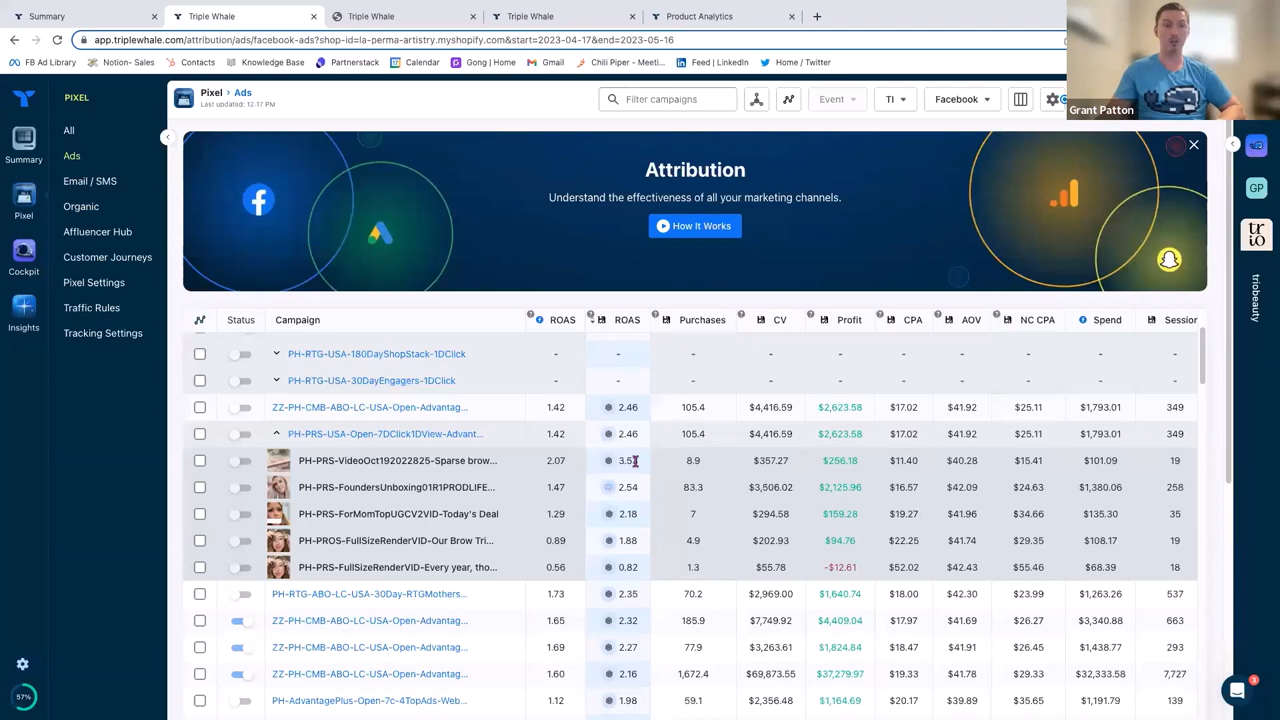 Summary
Triple Whale
Triple Whale
Triple Whale
Product Analytics
app.triplewhale.com/attribution/ads/facebook-ads?shop-id=la-perma-artistry.myshopify.com&start=2023-04-17&end=2023-05-16
FB Ad Library
Notion- Sales
Contacts
Knowledge Base
Partnerstack
Calendar
Gong | Home
Gmail
Chili Piper - Meeti...
Feed | LinkedIn
Home / Twitter
Grant Patton
PIXEL
Pixel > Ads
Last updated: 12:17 PM
Filter campaigns
Event
TI
Facebook
Summary
Pixel
Cockpit
Insights
57%
All
Ads
Email / SMS
Organic
Affluencer Hub
Customer Journeys
Pixel Settings
Traffic Rules
Tracking Settings
Attribution
Understand the effectiveness of all your marketing channels.
How It Works
GP
trio
triobeauty
3
Status Campaign ROAS ROAS Purchases CV Profit CPA AOV NC CPA Spend Session
PH-RTG-USA-180DayShopStack-1DClick - - - - - - - - - -
PH-RTG-USA-30DayEngagers-1DClick - - - - - - - - - -
ZZ-PH-CMB-ABO-LC-USA-Open-Advantag... 1.42 2.46 105.4 $4,416.59 $2,623.58 $17.02 $41.92 $25.11 $1,793.01 349
PH-PRS-USA-Open-7DClick1DView-Advant... 1.42 2.46 105.4 $4,416.59 $2,623.58 $17.02 $41.92 $25.11 $1,793.01 349
PH-PRS-VideoOct192022825-Sparse brow... 2.07 8.9 $357.27 $256.18 $11.40 $40.28 $15.41 $101.09 19
PH-PRS-FoundersUnboxing01R1PRODLIFE... 1.47 2.54 83.3 $3,506.02 $2,125.96 $16.57 $42.09 $24.63 $1,380.06 258
PH-PRS-ForMomTopUGCV2VID-Today's Deal 1.29 2.18 7 $294.58 $159.28 $19.27 $41.96 $34.66 $135.30 35
PH-PROS-FullSizeRenderVID-Our Brow Tri... 0.89 1.88 4.9 $202.93 $94.76 $22.25 $41.74 $29.35 $108.17 19
PH-PRS-FullSizeRenderVID-Every year, tho... 0.56 0.82 1.3 $55.78 -$12.61 $52.02 $42.43 $55.46 $68.39 18
PH-RTG-ABO-LC-USA-30Day-RTGMothers... 1.73 2.35 70.2 $2,969.00 $1,640.74 $18.00 $42.30 $23.99 $1,263.26 537
ZZ-PH-CMB-ABO-LC-USA-Open-Advantag... 1.65 2.32 185.9 $7,749.92 $4,409.04 $17.97 $41.69 $26.27 $3,340.88 663
ZZ-PH-CMB-ABO-LC-USA-Open-Advantag... 1.69 2.27 77.9 $3,263.61 $1,824.84 $18.47 $41.91 $26.45 $1,438.77 293
ZZ-PH-CMB-ABO-LC-USA-Open-Advantag... 1.60 2.16 1,672.4 $69,873.55 $37,279.97 $19.33 $41.78 $29.33 $32,333.58 7,727
PH-AdvantagePlus-Open-7c-4TopAds-Web... 1.12 1.98 59.1 $2,356.48 $1,164.69 $20.17 $39.89 $35.65 $1,191.79 139